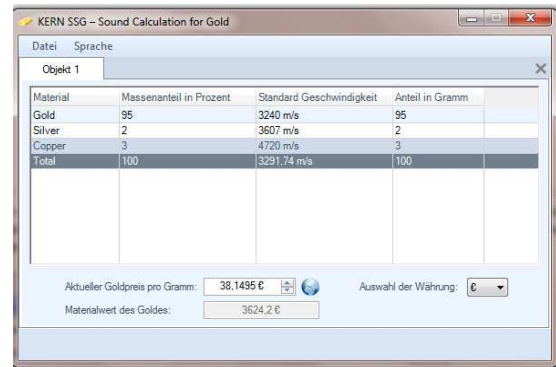 KERN SSG – Sound Calculation for Gold
Datei Sprache
Objekt 1
Material Massenanteil in Prozent Standard Geschwindigkeit Anteil in Gramm
Gold 95 3240 m/s 95
Silver 2 3607 m/s 2
Copper 3 4720 m/s 3
Total 100 3291,74 m/s 100
Aktueller Goldpreis pro Gramm: 38,1495 € Auswahl der Währung: €
Materialwert des Goldes: 3624,2 €